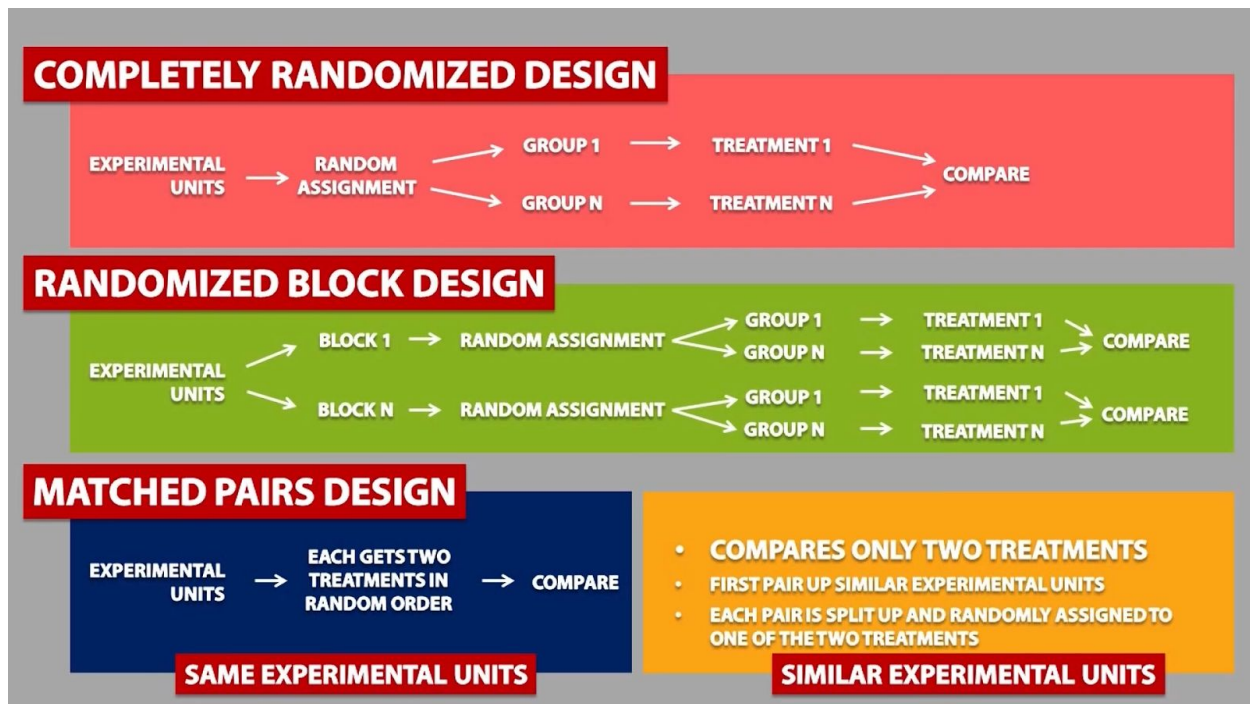 COMPLETELY RANDOMIZED DESIGN
EXPERIMENTAL
UNITS
RANDOM
ASSIGNMENT
GROUP 1
TREATMENT 1
GROUP N
TREATMENT N
COMPARE
RANDOMIZED BLOCK DESIGN
EXPERIMENTAL
UNITS
BLOCK 1
RANDOM ASSIGNMENT
GROUP 1
TREATMENT 1
GROUP N
TREATMENT N
COMPARE
BLOCK N
RANDOM ASSIGNMENT
GROUP 1
TREATMENT 1
GROUP N
TREATMENT N
COMPARE
MATCHED PAIRS DESIGN
EXPERIMENTAL
UNITS
EACH GETS TWO
TREATMENTS IN
RANDOM ORDER
COMPARE
SAME EXPERIMENTAL UNITS
• COMPARES ONLY TWO TREATMENTS
• FIRST PAIR UP SIMILAR EXPERIMENTAL UNITS
• EACH PAIR IS SPLIT UP AND RANDOMLY ASSIGNED TO
ONE OF THE TWO TREATMENTS
SIMILAR EXPERIMENTAL UNITS